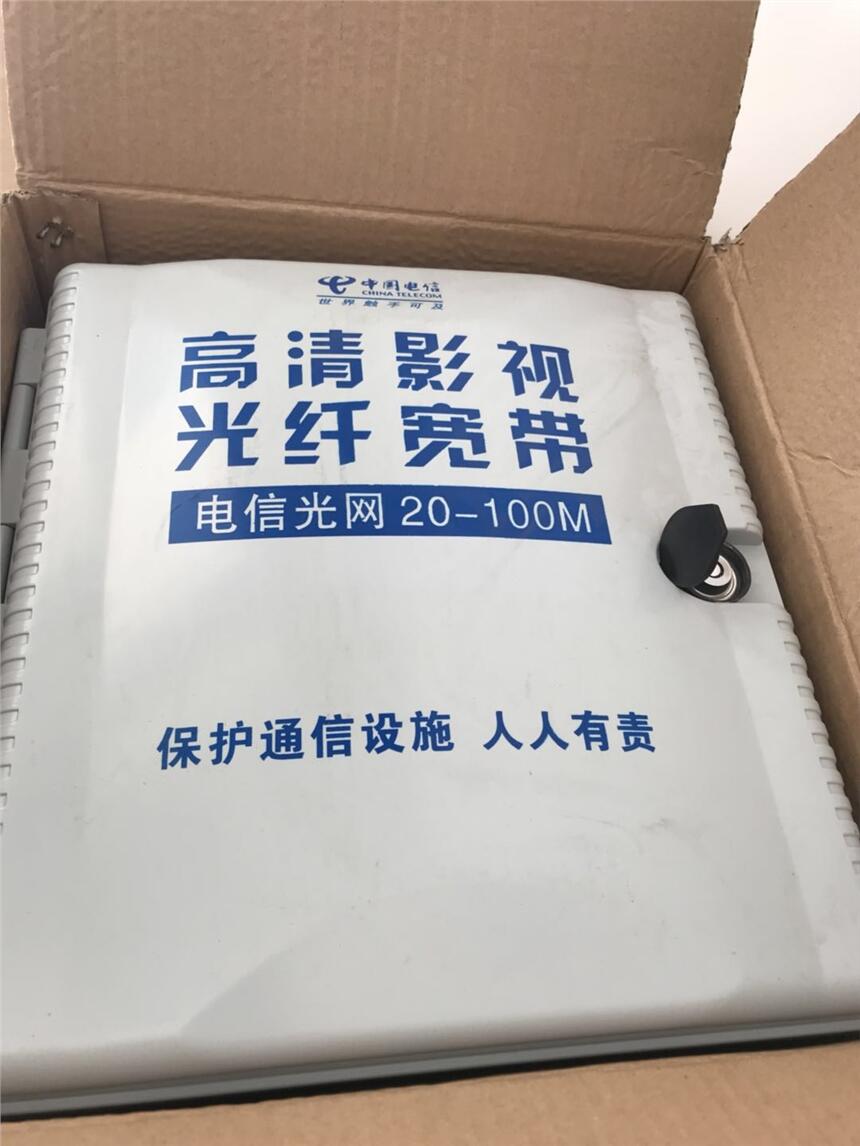 中国电信
CHINA TELECOM
世界触手可及
高清影视
光纤宽带
电信光网 20-100M
保护通信设施 人人有责